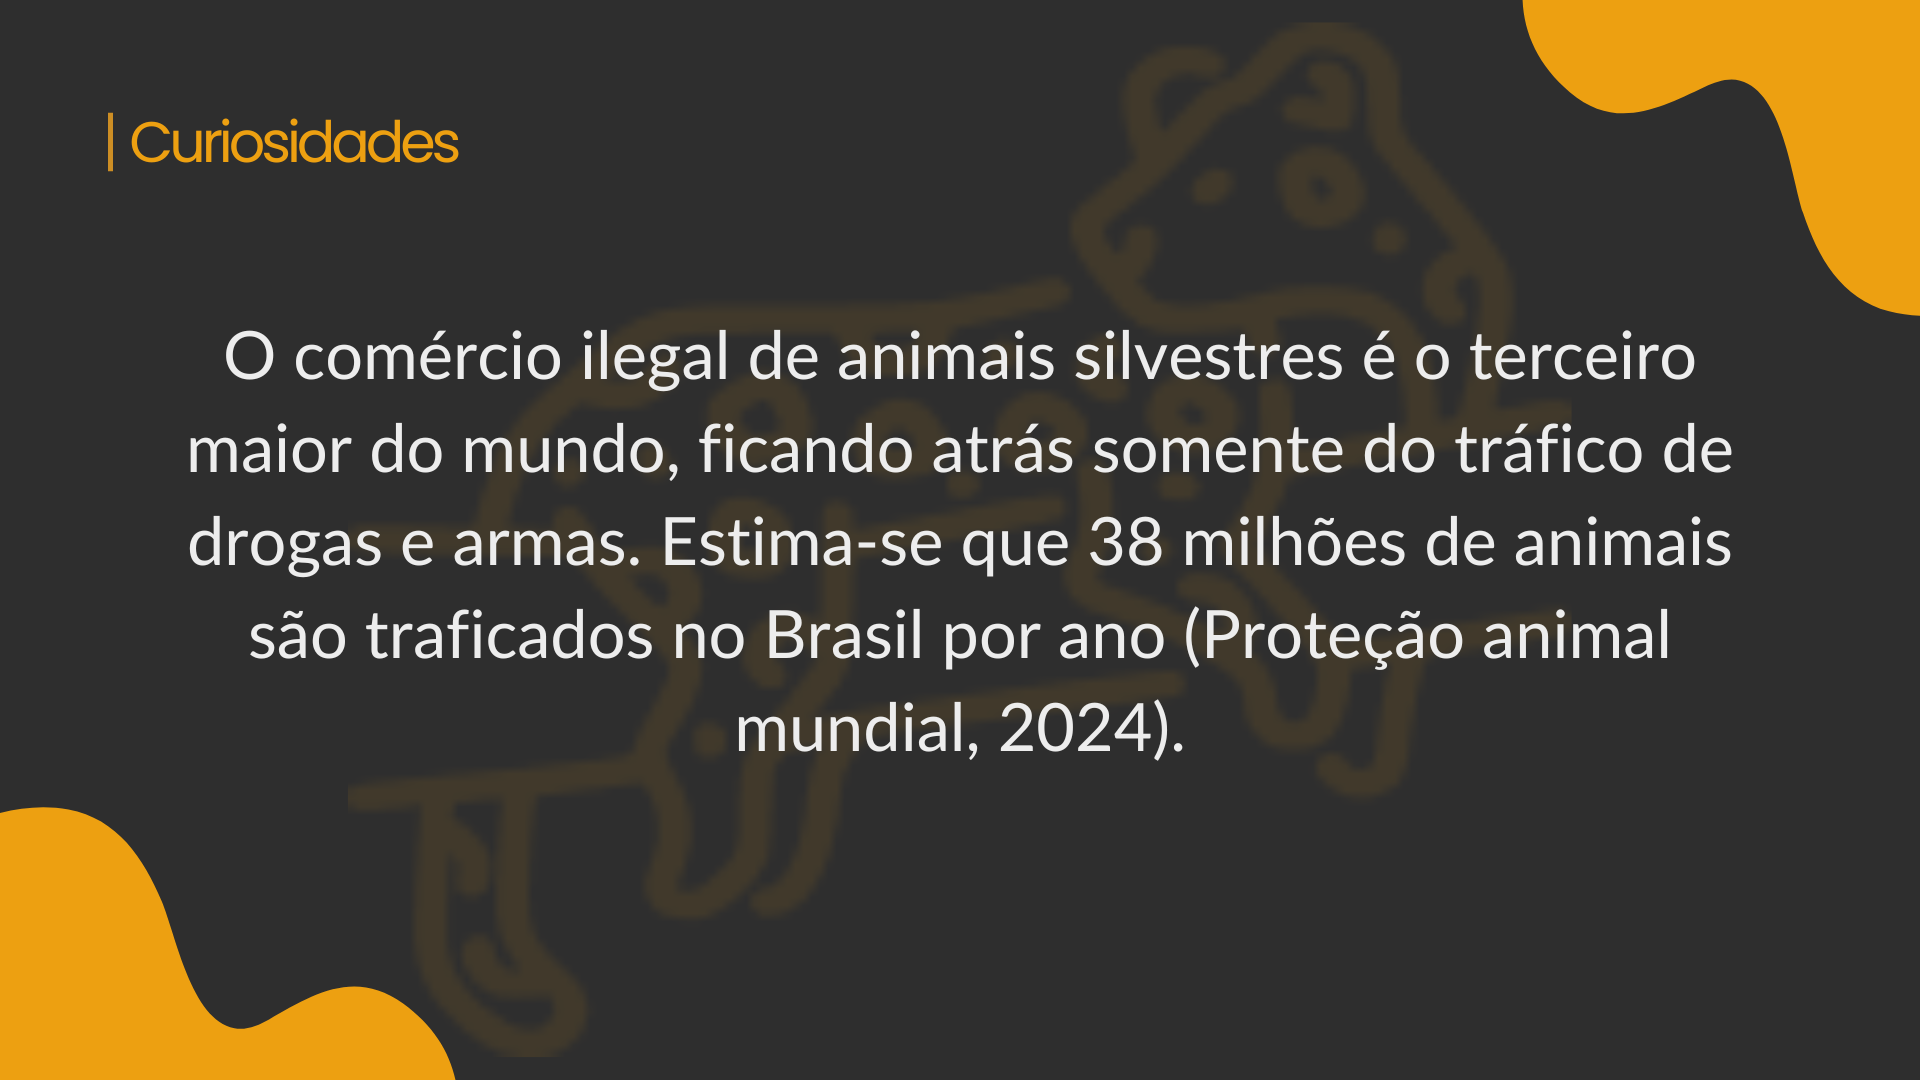 | Curiosidades
O comércio ilegal de animais silvestres é o terceiro
maior do mundo, ficando atrás somente do tráfico de
drogas e armas. Estima-se que 38 milhões de animais
são traficados no Brasil por ano (Proteção animal
mundial, 2024).